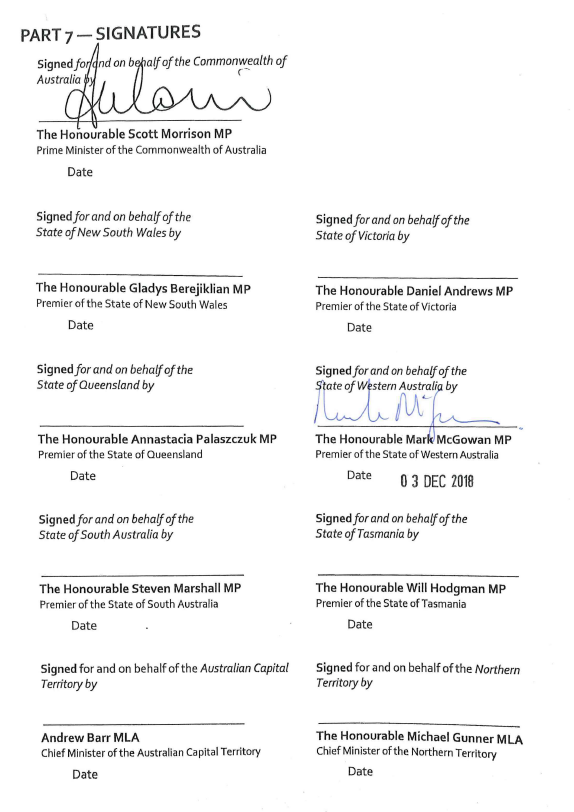 PART 7 — SIGNATURES
Signed for and on behalf of the Commonwealth of
Australia by
The Honourable Scott Morrison MP
Prime Minister of the Commonwealth of Australia
Date
Signed for and on behalf of the
State of New South Wales by
The Honourable Gladys Berejiklian MP
Premier of the State of New South Wales
Date
Signed for and on behalf of the
State of Victoria by
The Honourable Daniel Andrews MP
Premier of the State of Victoria
Date
Signed for and on behalf of the
State of Queensland by
The Honourable Annastacia Palaszczuk MP
Premier of the State of Queensland
Date
Signed for and on behalf of the
State of Western Australia by
The Honourable Mark McGowan MP
Premier of the State of Western Australia
Date 03 DEC 2018
Signed for and on behalf of the
State of South Australia by
The Honourable Steven Marshall MP
Premier of the State of South Australia
Date
Signed for and on behalf of the
State of Tasmania by
The Honourable Will Hodgman MP
Premier of the State of Tasmania
Date
Signed for and on behalf of the Australian Capital
Territory by
Andrew Barr MLA
Chief Minister of the Australian Capital Territory
Date
Signed for and on behalf of the Northern
Territory by
The Honourable Michael Gunner MLA
Chief Minister of the Northern Territory
Date